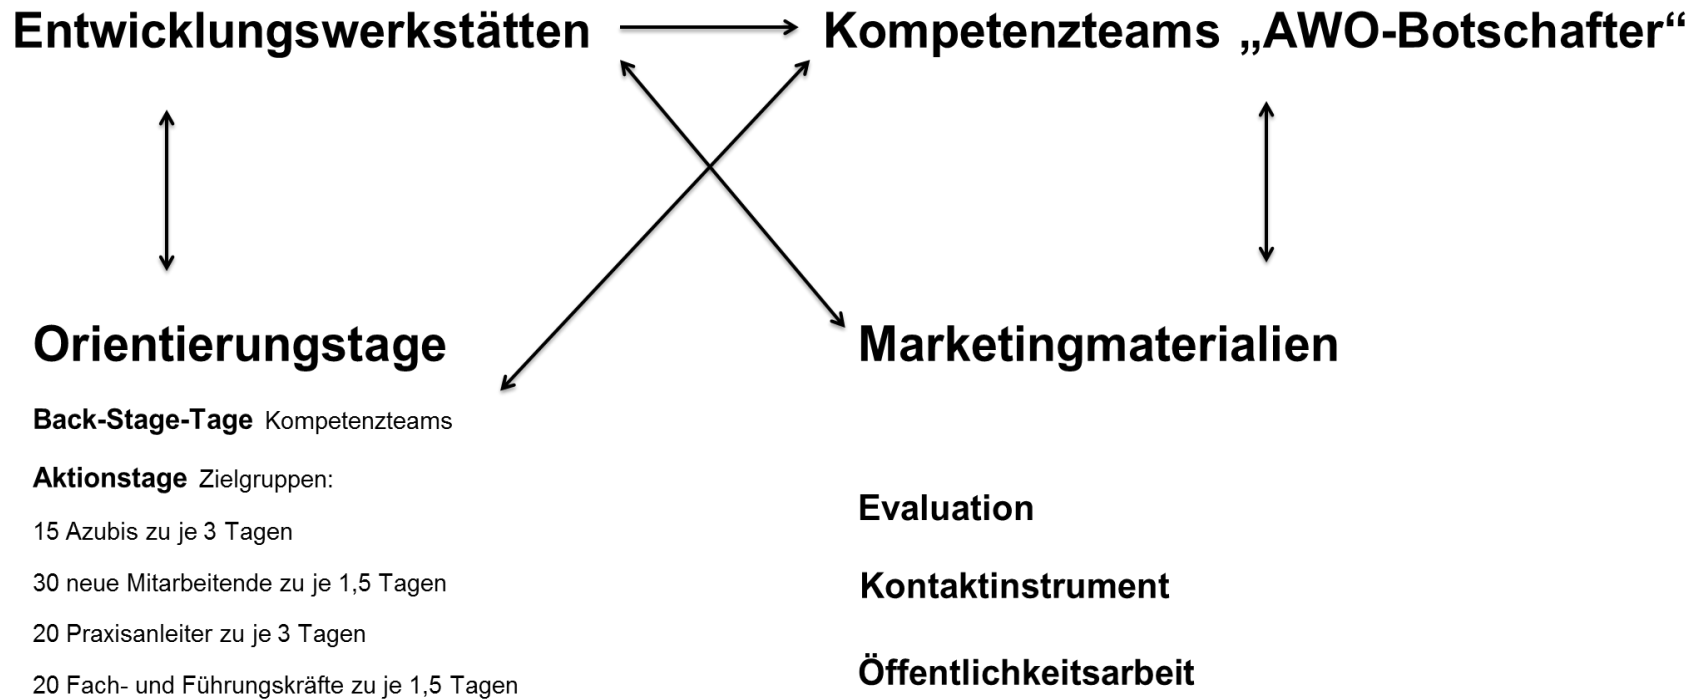 Entwicklungswerkstätten
Kompetenzteams „AWO-Botschafter“
Orientierungstage
Back-Stage-Tage Kompetenzteams
Aktionstage Zielgruppen:
15 Azubis zu je 3 Tagen
30 neue Mitarbeitende zu je 1,5 Tagen
20 Praxisanleiter zu je 3 Tagen
20 Fach- und Führungskräfte zu je 1,5 Tagen
Marketingmaterialien
Evaluation
Kontaktinstrument
Öffentlichkeitsarbeit